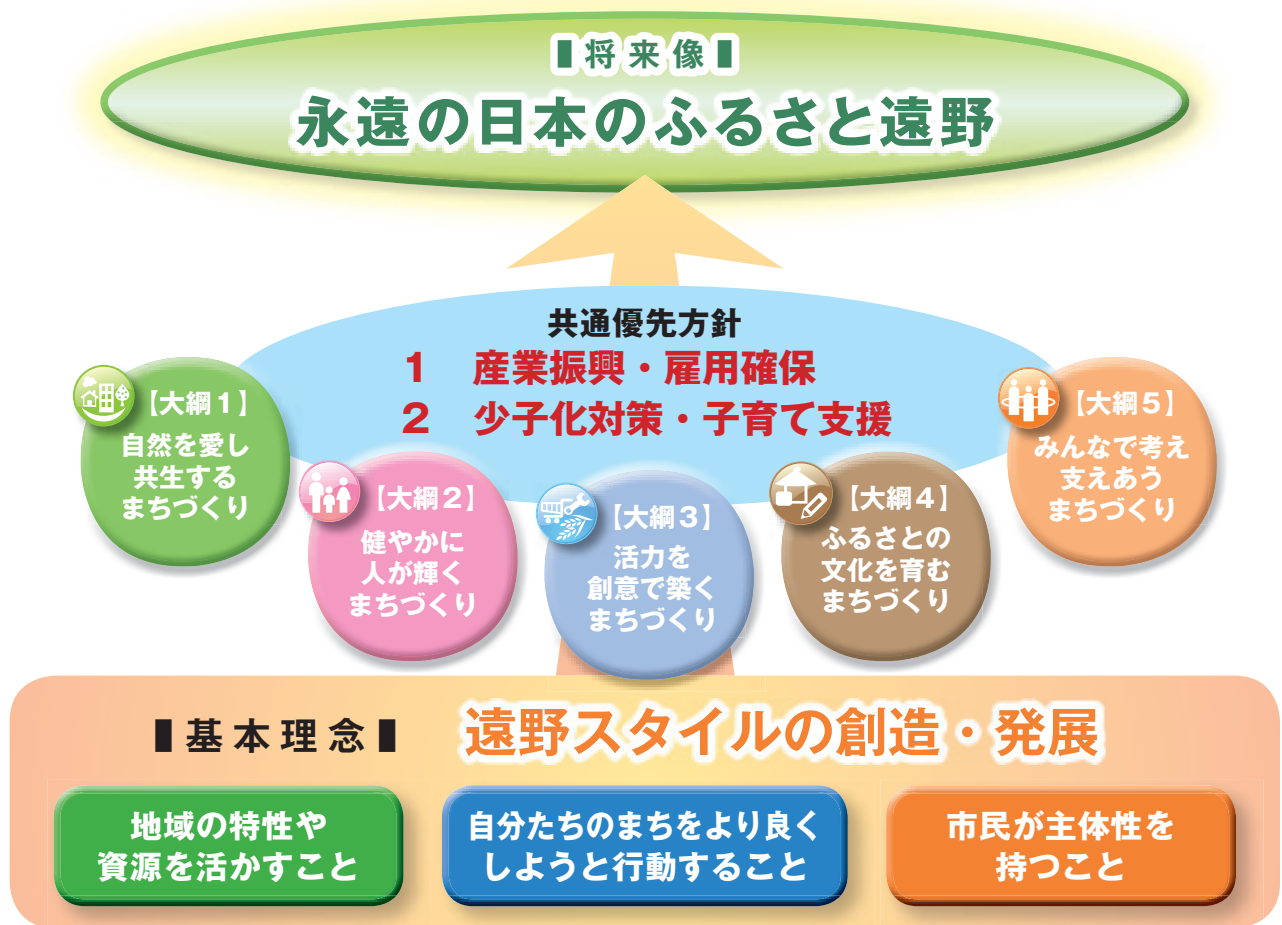 ▮将来像▮
永遠の日本のふるさと遠野
共通優先方針
1　産業振興・雇用確保
2　少子化対策・子育て支援
【大綱1】
自然を愛し
共生する
まちづくり
【大綱2】
健やかに
人が輝く
まちづくり
【大綱3】
活力を
創意で築く
まちづくり
【大綱4】
ふるさとの
文化を育む
まちづくり
【大綱5】
みんなで考え
支えあう
まちづくり
▮基本理念▮　遠野スタイルの創造・発展
地域の特性や
資源を活かすこと
自分たちのまちをより良く
しようと行動すること
市民が主体性を
持つこと